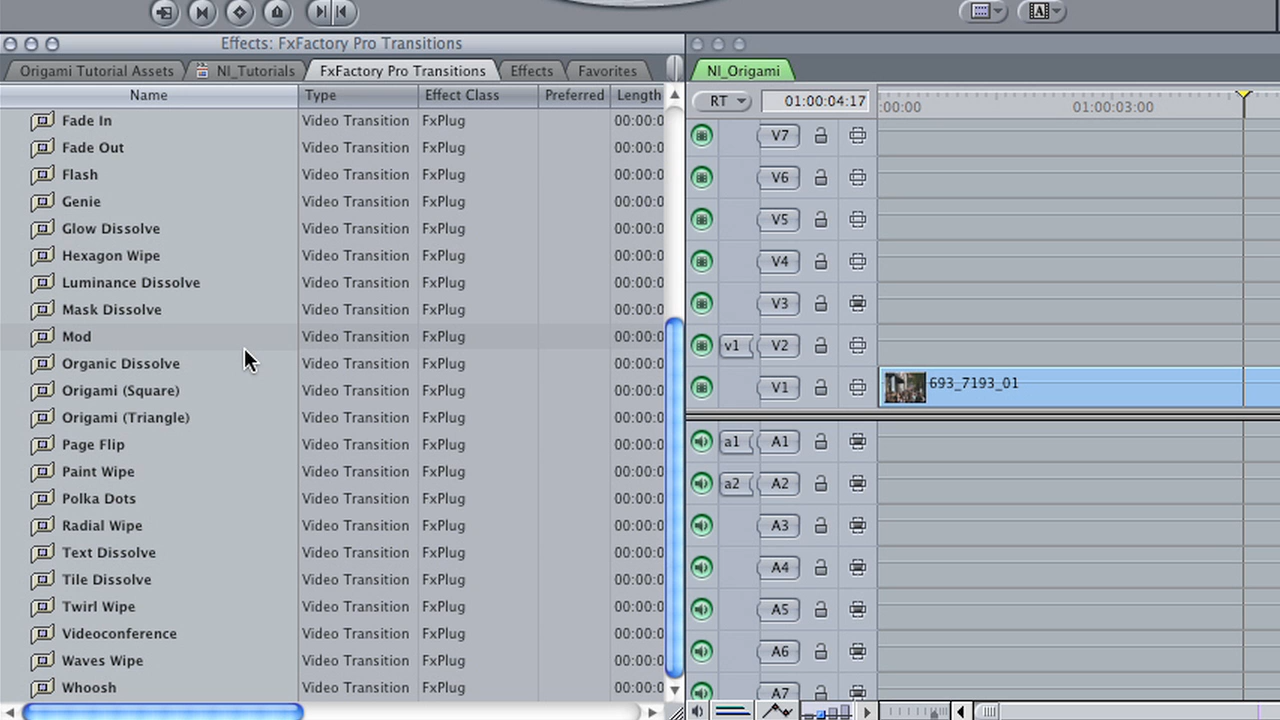 Effects: FxFactory Pro Transitions
Origami Tutorial Assets NI_Tutorials FxFactory Pro Transitions Effects Favorites
Name Type Effect Class Preferred Length
Fade In Video Transition FxPlug 00:00:0
Fade Out Video Transition FxPlug 00:00:0
Flash Video Transition FxPlug 00:00:0
Genie Video Transition FxPlug 00:00:0
Glow Dissolve Video Transition FxPlug 00:00:0
Hexagon Wipe Video Transition FxPlug 00:00:0
Luminance Dissolve Video Transition FxPlug 00:00:0
Mask Dissolve Video Transition FxPlug 00:00:0
Mod Video Transition FxPlug 00:00:0
Organic Dissolve Video Transition FxPlug 00:00:0
Origami (Square) Video Transition FxPlug 00:00:0
Origami (Triangle) Video Transition FxPlug 00:00:0
Page Flip Video Transition FxPlug 00:00:0
Paint Wipe Video Transition FxPlug 00:00:0
Polka Dots Video Transition FxPlug 00:00:0
Radial Wipe Video Transition FxPlug 00:00:0
Text Dissolve Video Transition FxPlug 00:00:0
Tile Dissolve Video Transition FxPlug 00:00:0
Twirl Wipe Video Transition FxPlug 00:00:0
Videoconference Video Transition FxPlug 00:00:0
Waves Wipe Video Transition FxPlug 00:00:0
Whoosh Video Transition FxPlug 00:00:0
A
NI_Origami
RT 01:00:04:17 :00:00 01:00:03:00
V7
V6
V5
V4
V3
v1 V2
V1 693_7193_01
a1 A1
a2 A2
A3
A4
A5
A6
A7